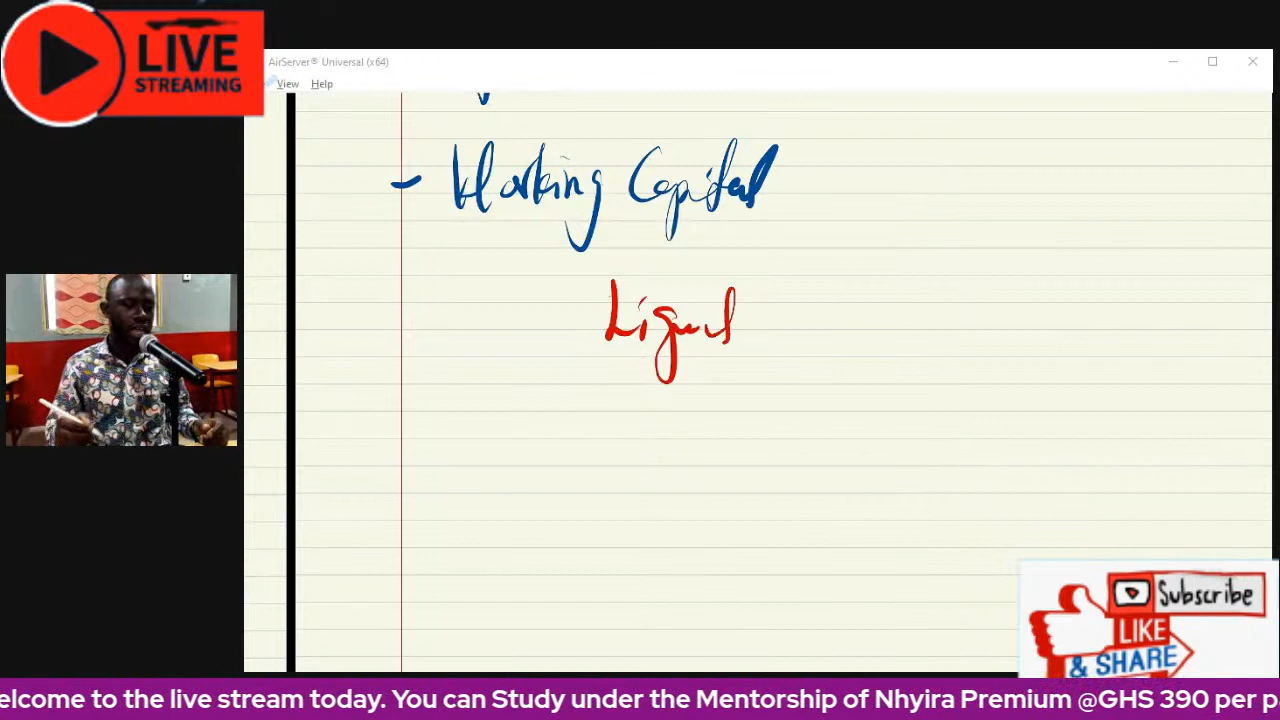 LIVE
STREAMING
AirServer® Universal (x64)
View Help
- Working Capital
Liqud
Subscribe
LIKE
& SHARE
elcome to the live stream today. You can Study under the Mentorship of Nhyira Premium @GHS 390 per p